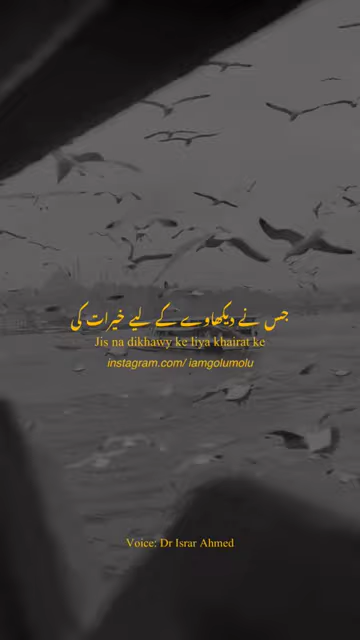 جس نے دیکھاوے کے لیے خیرات کی
Jis na dikhawy ke liya khairat ke
instagram.com/ iamgolumolu
Voice: Dr Israr Ahmed